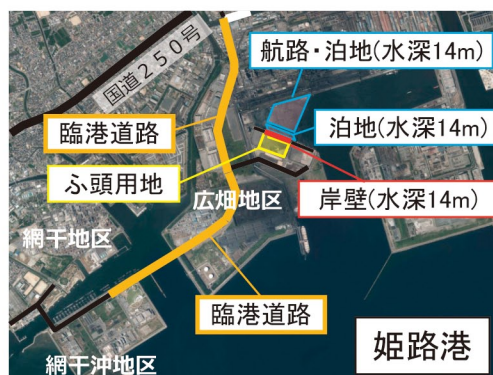 国道250号
航路・泊地(水深14m)
臨港道路
泊地(水深14m)
ふ頭用地
岸壁(水深14m)
広畑地区
網干地区
臨港道路
姫路港
網干沖地区